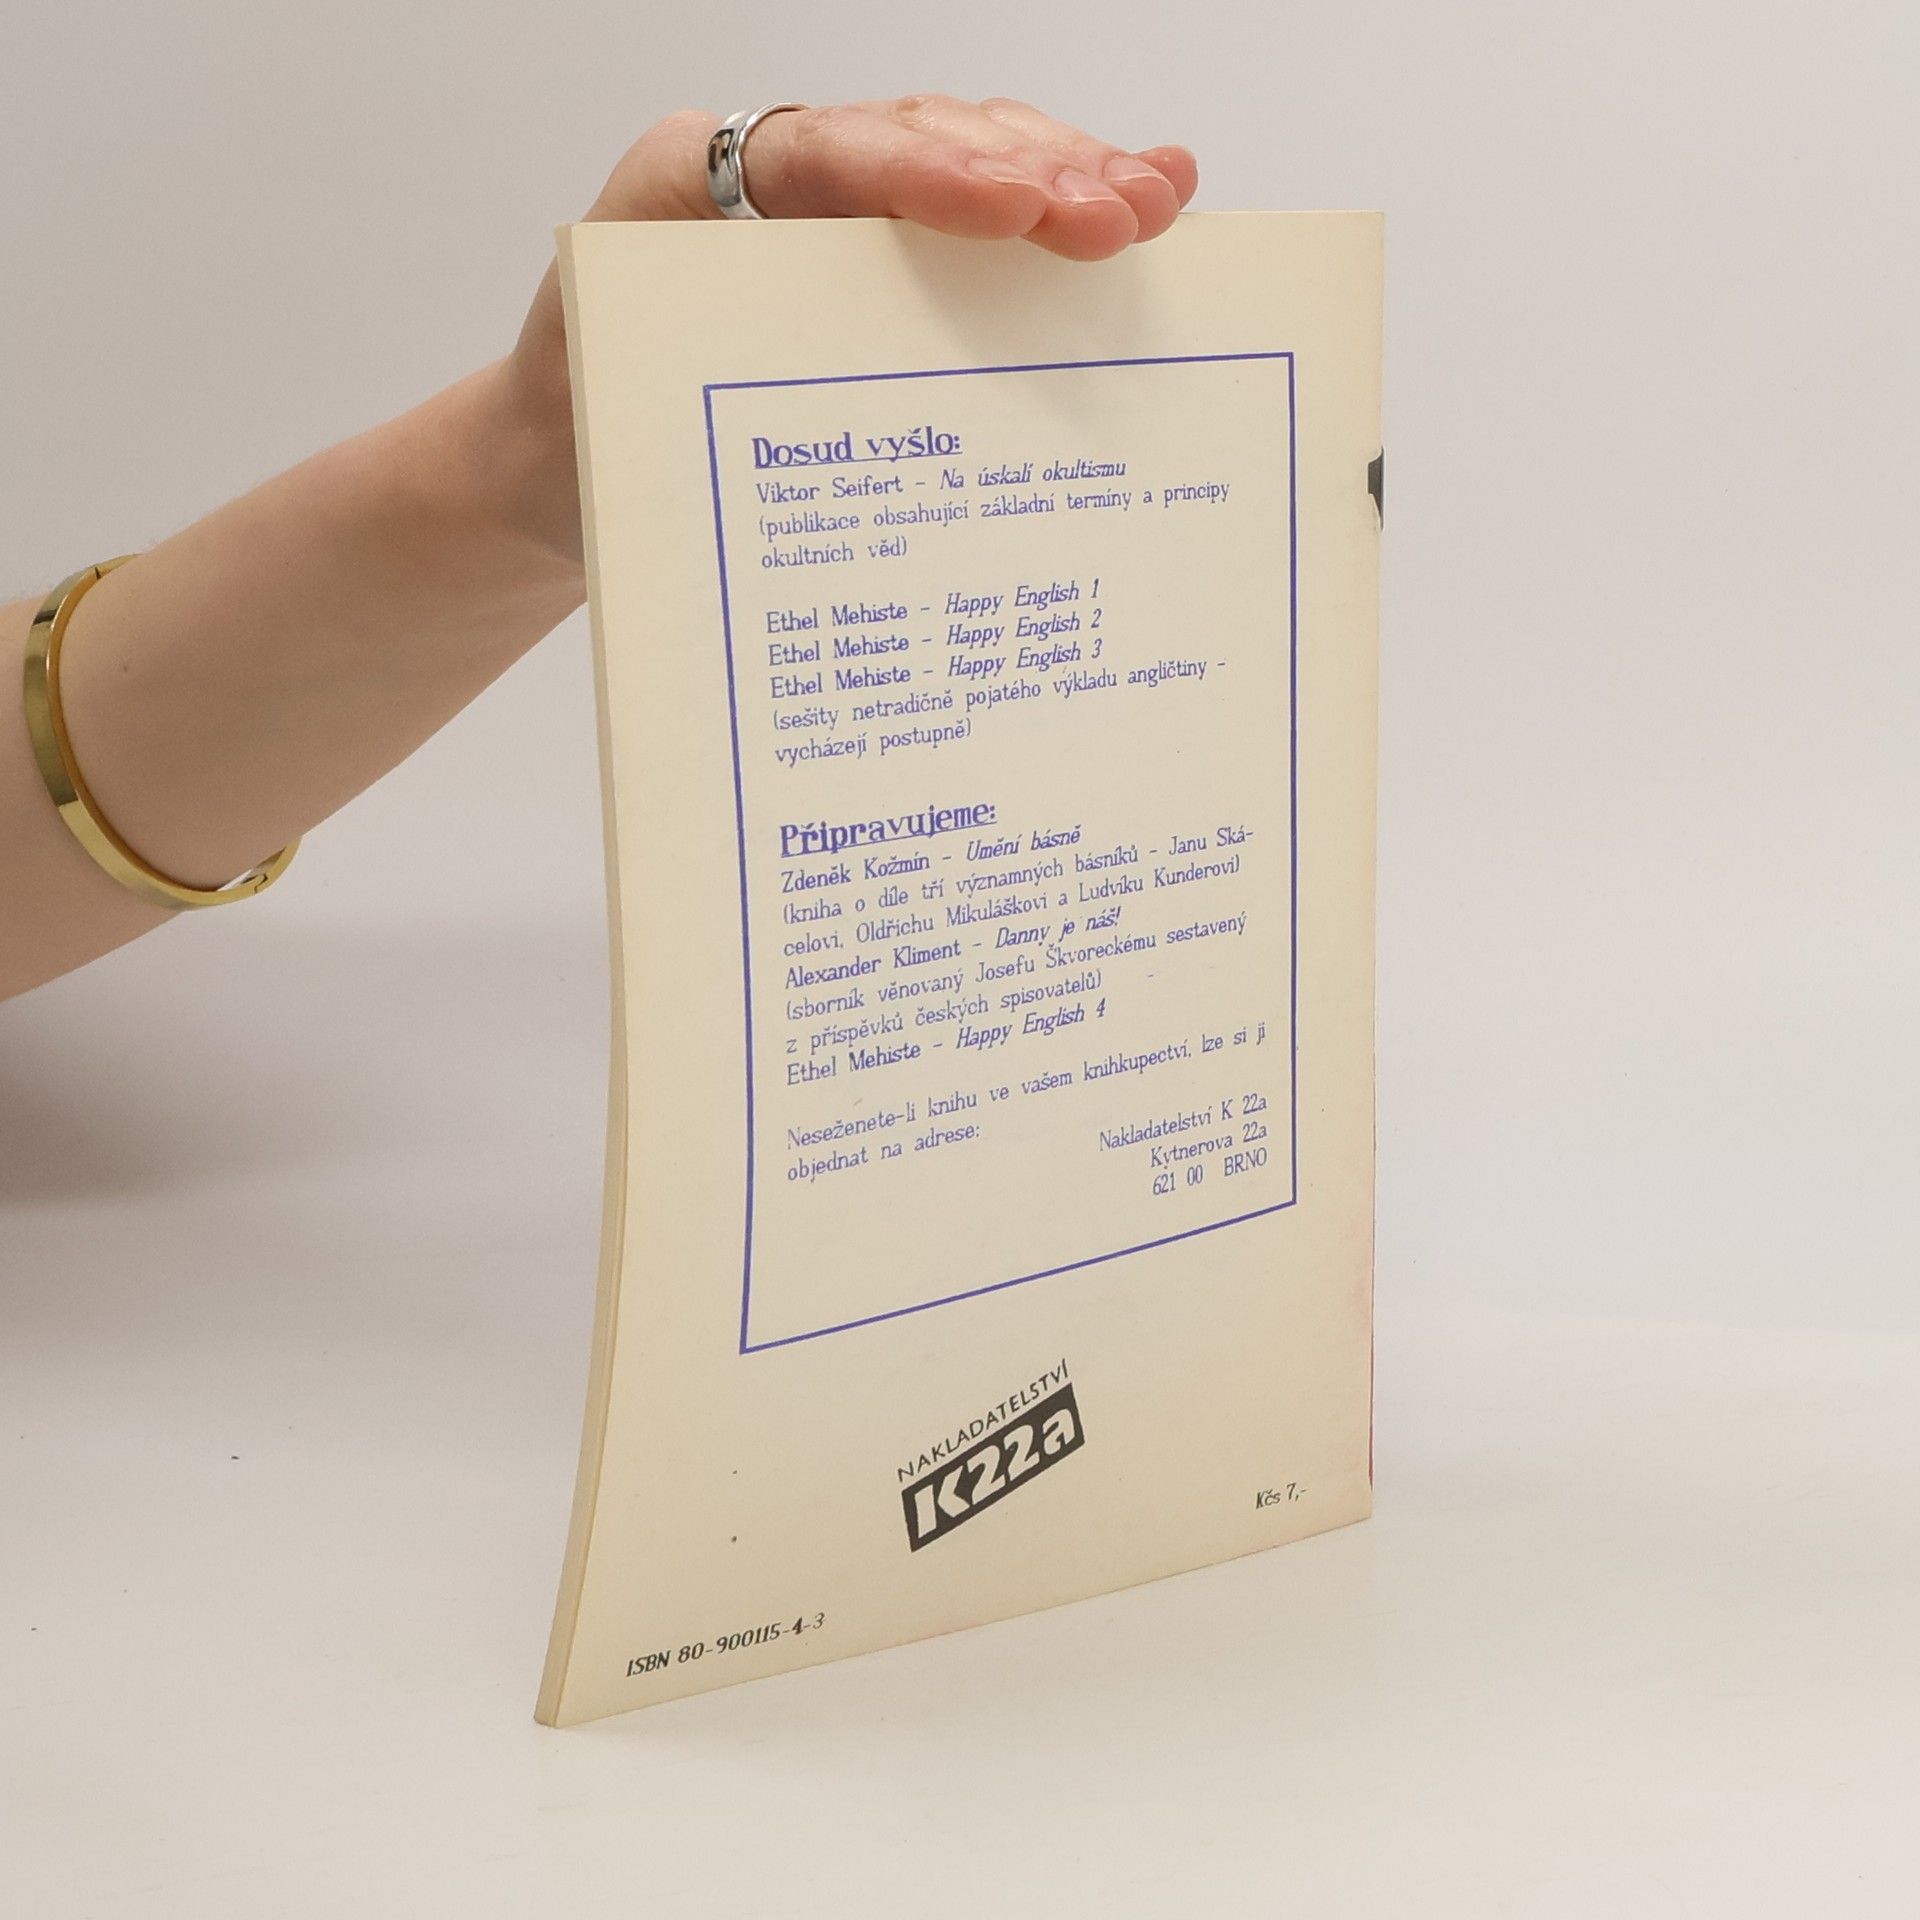 Dosud vyšlo:
Viktor Seifert - Na úskalí okultismu
(publikace obsahující základní termíny a principy
okultních věd)
Ethel Mehiste - Happy English 1
Ethel Mehiste - Happy English 2
Ethel Mehiste - Happy English 3
(sešity netradičně pojatého výkladu angličtiny -
vycházejí postupně)
Připravujeme:
Zdeněk Kožmín - Umění básně
(kniha o díle tří významných básníků - Janu Ská-
celovi, Oldřichu Mikuláškovi a Ludvíku Kunderovi)
Alexander Kliment - Danny je náš!
(sborník věnovaný Josefu Škvoreckému sestavený
z příspěvků českých spisovatelů)
Ethel Mehiste - Happy English 4
Neseženete-li knihu ve vašem knihkupectví, lze si ji
objednat na adrese:
Nakladatelství K 22a
Kytnerova 22a
621 00 BRNO
NAKLADATELSTVÍ
K22a
Kčs 7,-
ISBN 80-900115-4-3